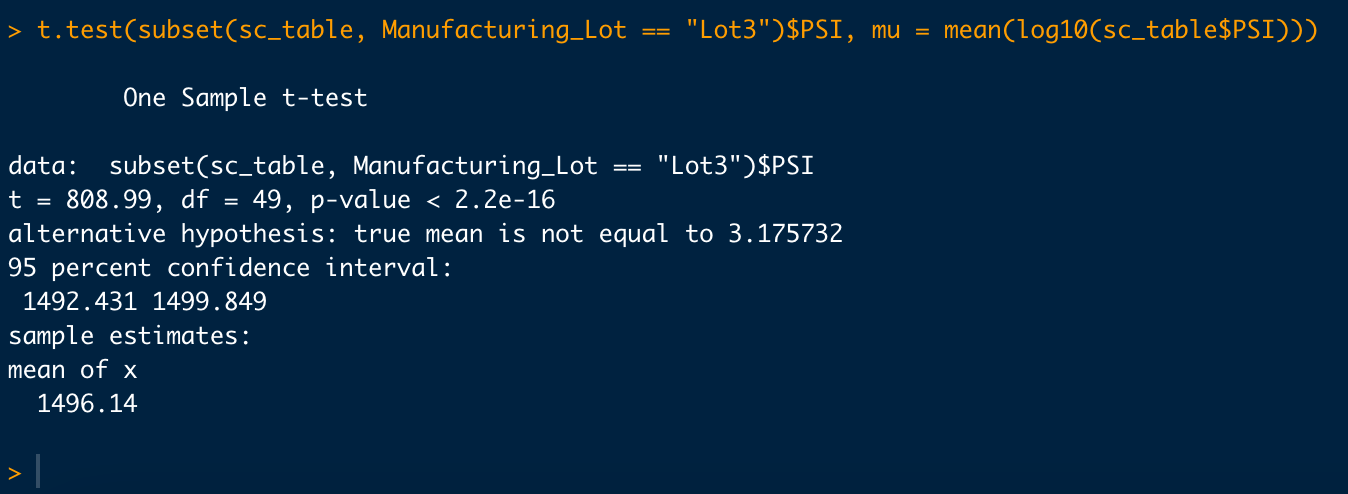 > t.test(subset(sc_table, Manufacturing_Lot == "Lot3")$PSI, mu = mean(log10(sc_table$PSI)))
One Sample t-test
data:  subset(sc_table, Manufacturing_Lot == "Lot3")$PSI
t = 808.99, df = 49, p-value < 2.2e-16
alternative hypothesis: true mean is not equal to 3.175732
95 percent confidence interval:
1492.431 1499.849
sample estimates:
mean of x
1496.14
>